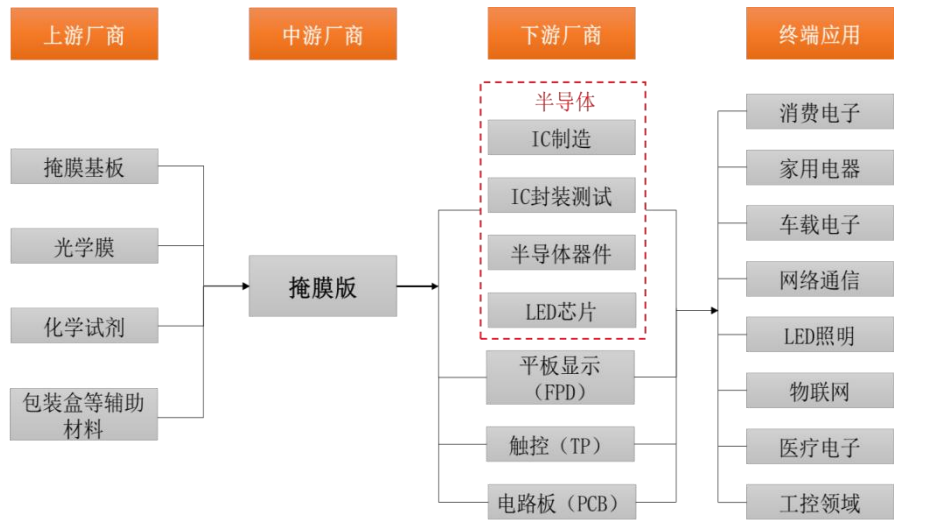 上游厂商
中游厂商
下游厂商
终端应用
掩膜基板
光学膜
化学试剂
包装盒等辅助
材料
掩膜版
半导体
IC制造
IC封装测试
半导体器件
LED芯片
平板显示
（FPD）
触控（TP）
电路板（PCB）
消费电子
家用电器
车载电子
网络通信
LED照明
物联网
医疗电子
工控领域